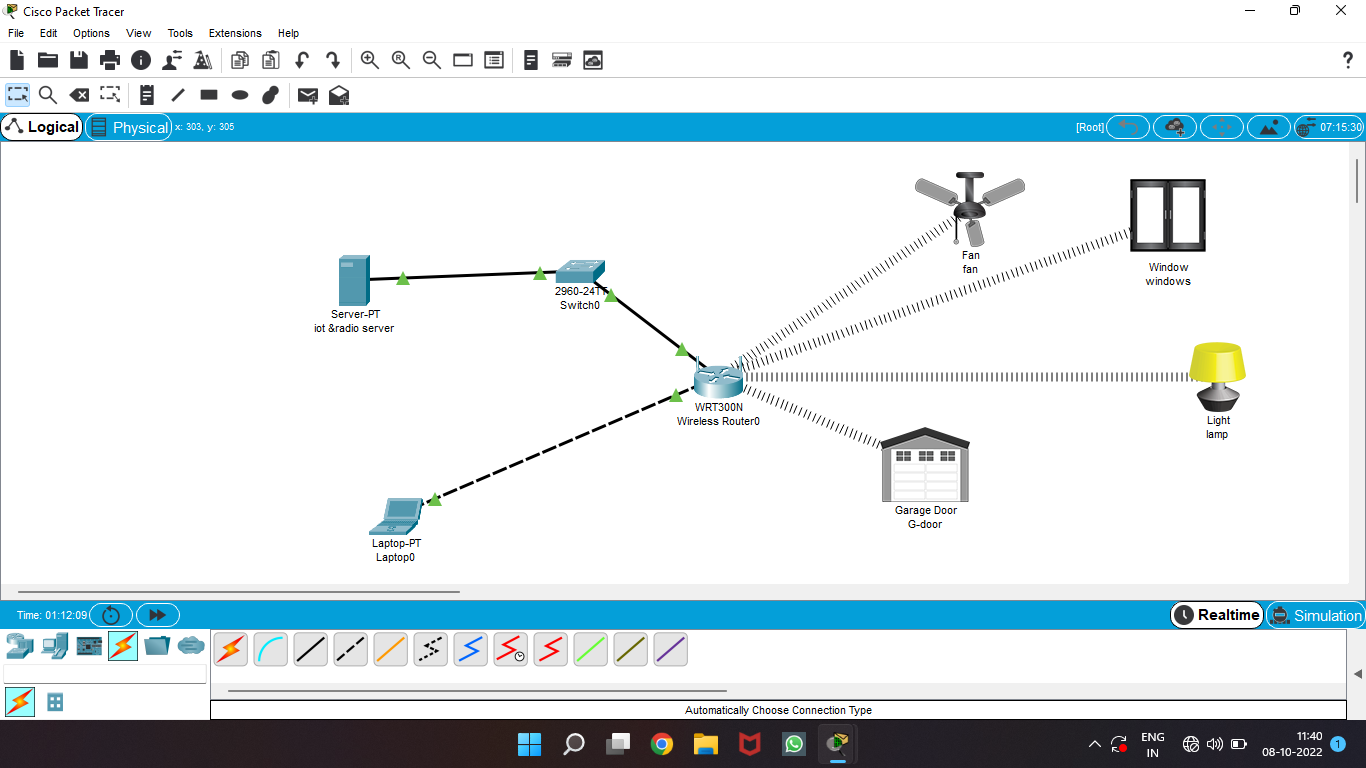 Cisco Packet Tracer
File Edit Options View Tools Extensions Help
R
?
Logical Physical x: 303, y: 305 [Root] 07:15:30
Fan
fan
Window
windows
2960-24TT
Switch0
Server-PT
iot &radio server
Light
lamp
WRT300N
Wireless Router0
Garage Door
G-door
Laptop-PT
Laptop0
Time: 01:12:09 Realtime Simulation
Automatically Choose Connection Type
ENG
IN
11:40
08-10-2022
1